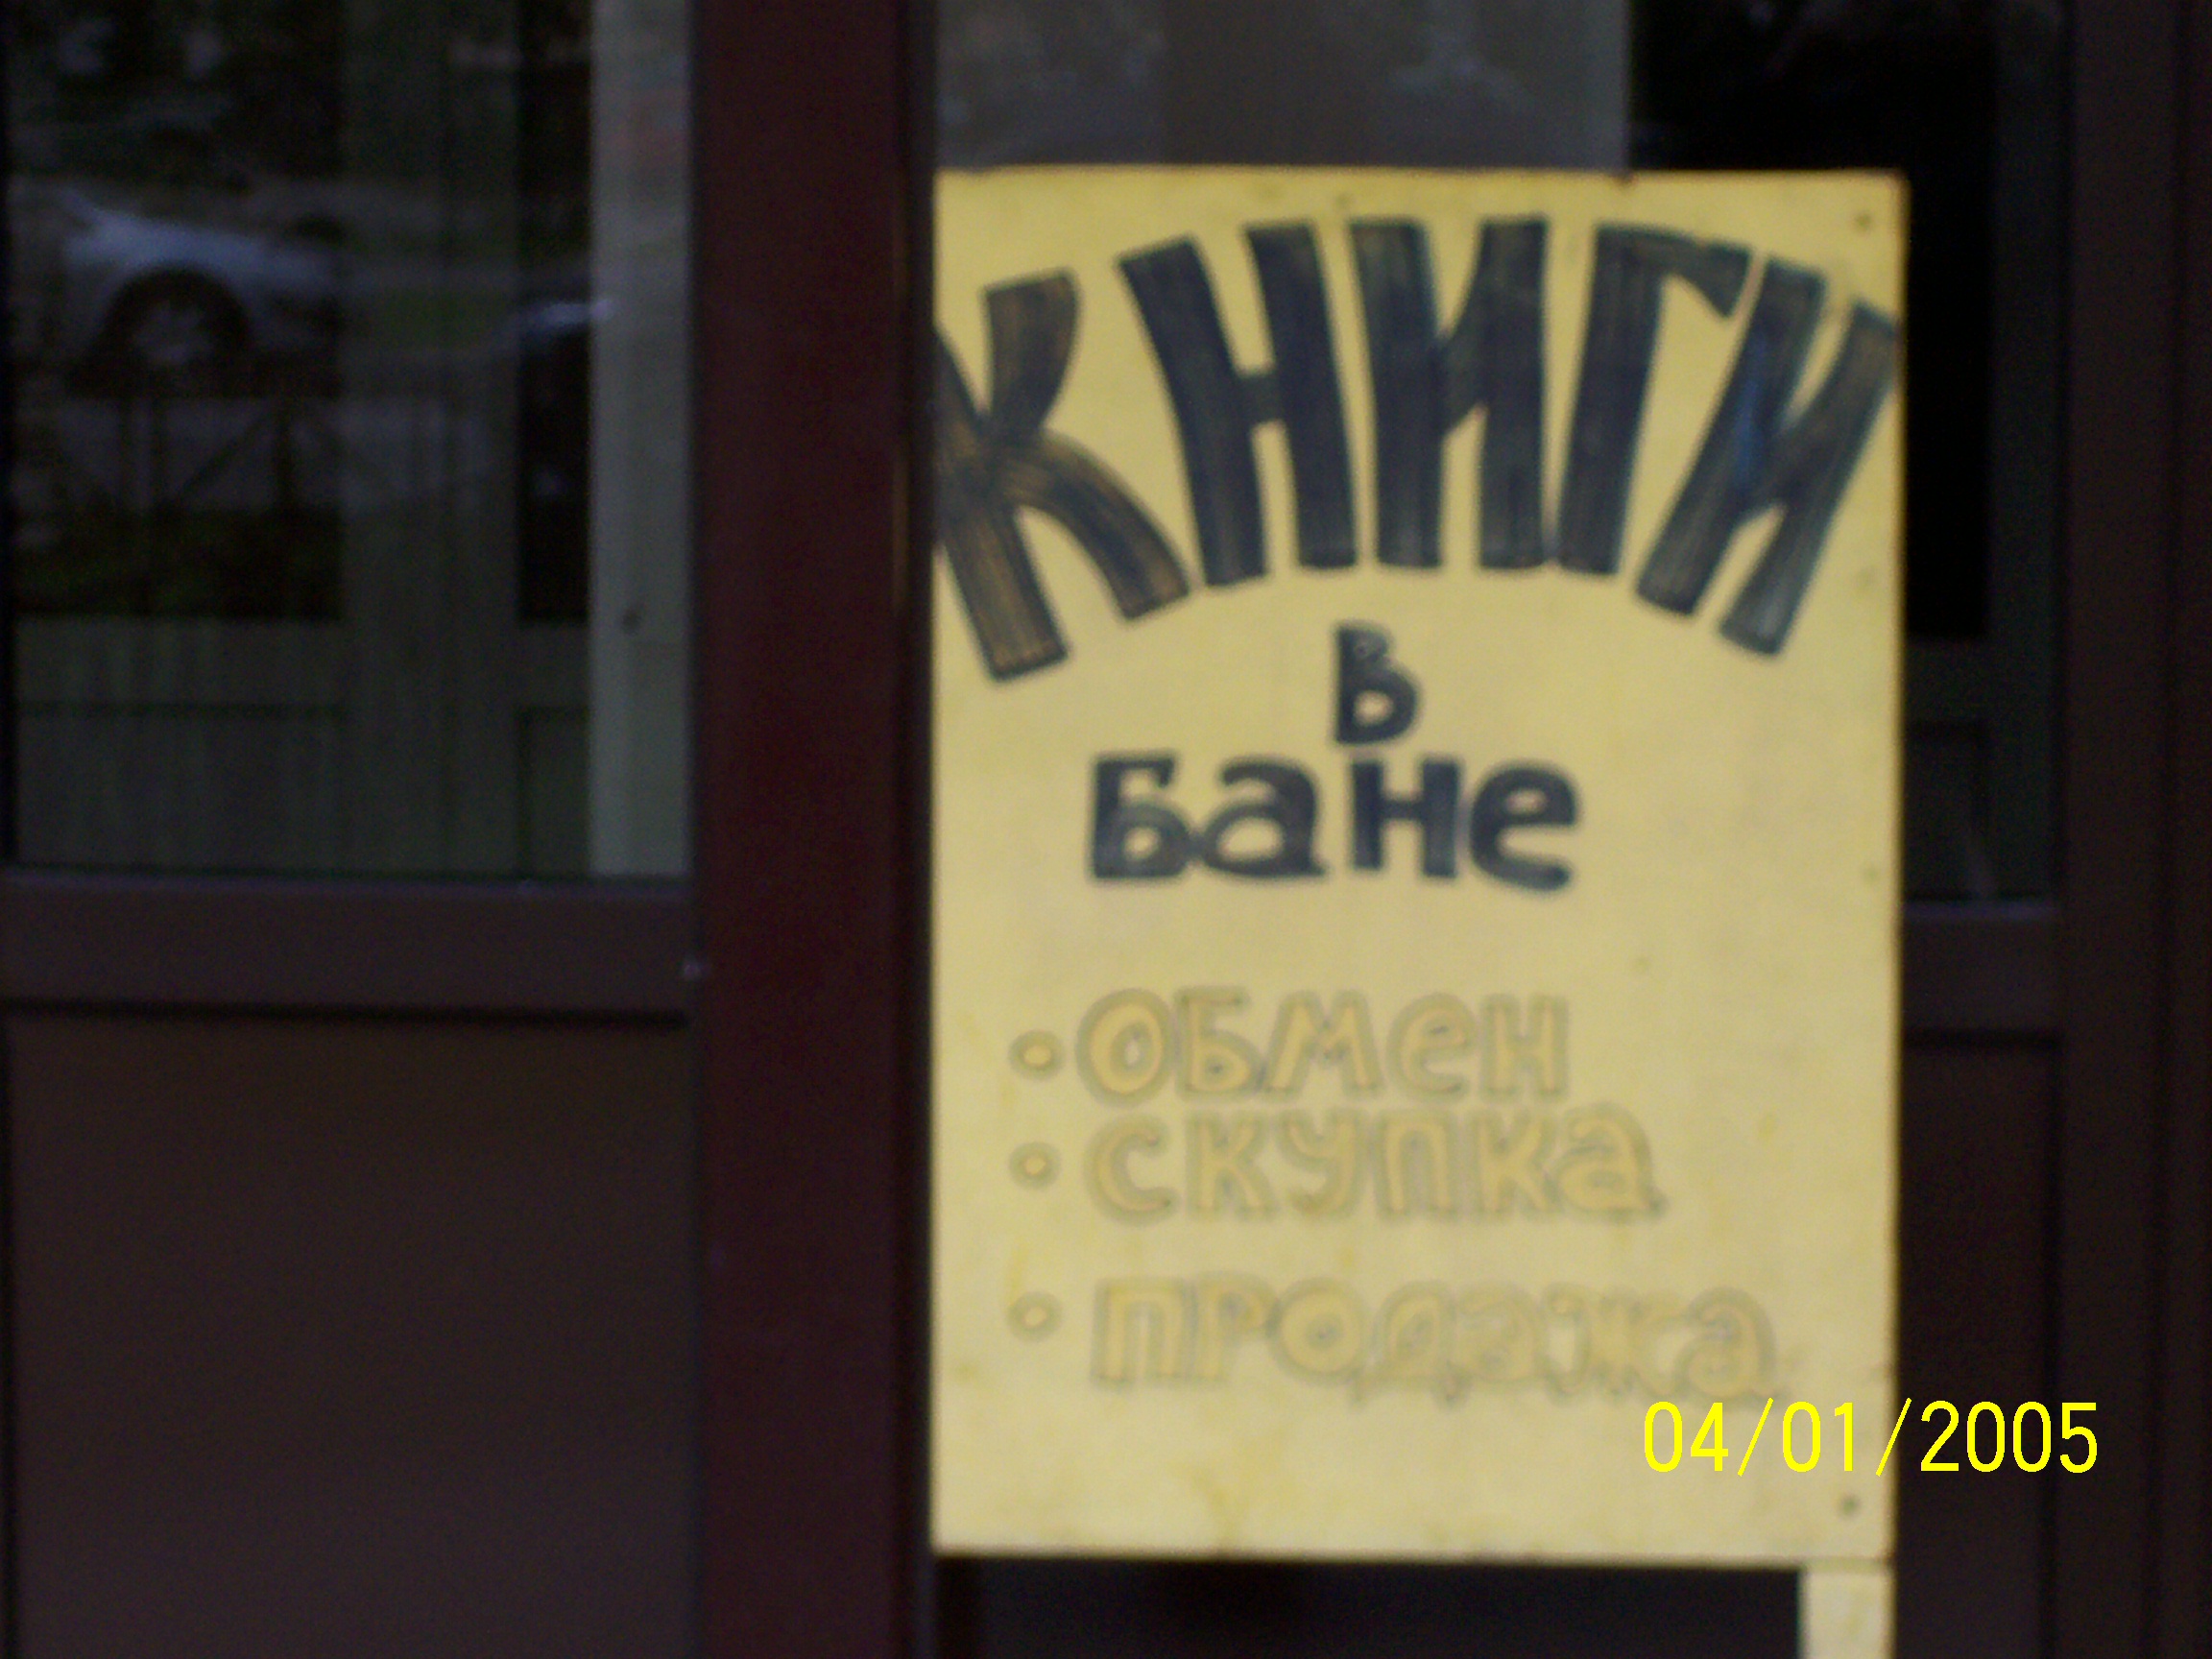 КНИГИ
в
Бане
• Обмен
• скупка
• продажа
04/01/2005